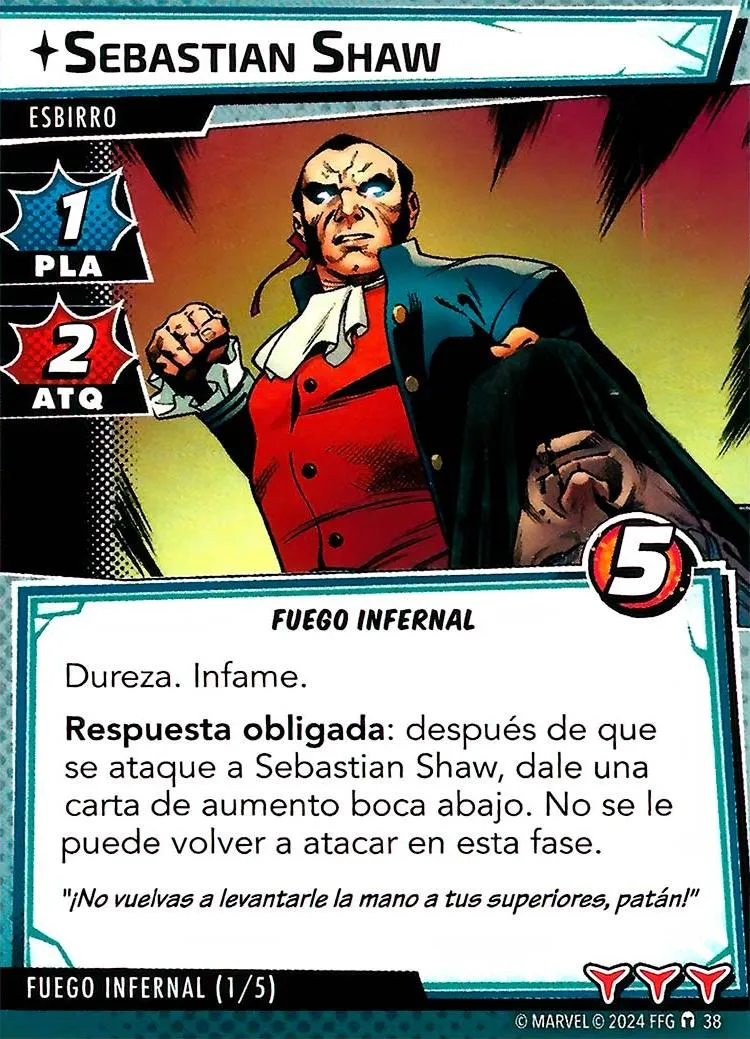 SEBASTIAN SHAW
ESBIRRO
1
PLA
2
ATQ
5
FUEGO INFERNAL
Dureza. Infame.
Respuesta obligada: después de que
se ataque a Sebastian Shaw, dale una
carta de aumento boca abajo. No se le
puede volver a atacar en esta fase.
"¡No vuelvas a levantarle la mano a tus superiores, patán!"
FUEGO INFERNAL (1/5)
© MARVEL © 2024 FFG 38